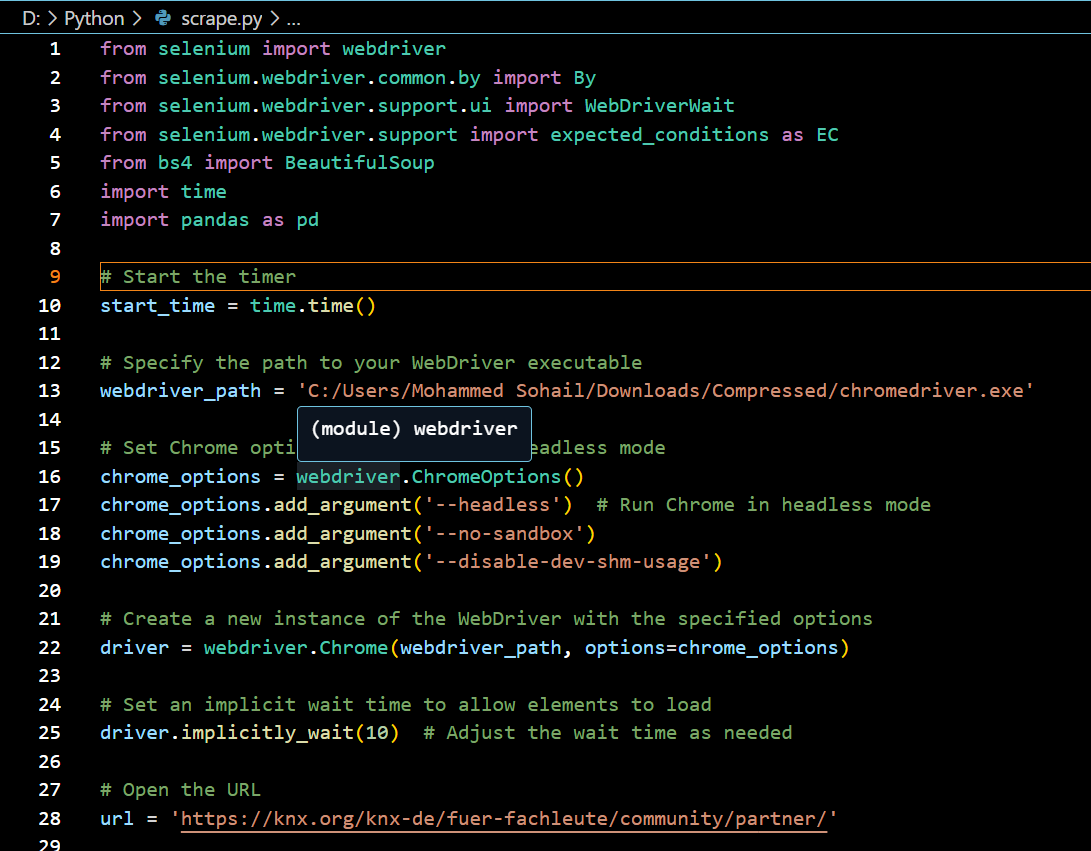 D: > Python > scrape.py > ...
1 from selenium import webdriver
2 from selenium.webdriver.common.by import By
3 from selenium.webdriver.support.ui import WebDriverWait
4 from selenium.webdriver.support import expected_conditions as EC
5 from bs4 import BeautifulSoup
6 import time
7 import pandas as pd
8
9 # Start the timer
10 start_time = time.time()
11
12 # Specify the path to your WebDriver executable
13 webdriver_path = 'C:/Users/Mohammed Sohail/Downloads/Compressed/chromedriver.exe'
14
(module) webdriver
15 # Set Chrome opti eadless mode
16 chrome_options = webdriver.ChromeOptions()
17 chrome_options.add_argument('--headless')  # Run Chrome in headless mode
18 chrome_options.add_argument('--no-sandbox')
19 chrome_options.add_argument('--disable-dev-shm-usage')
20
21 # Create a new instance of the WebDriver with the specified options
22 driver = webdriver.Chrome(webdriver_path, options=chrome_options)
23
24 # Set an implicit wait time to allow elements to load
25 driver.implicitly_wait(10)  # Adjust the wait time as needed
26
27 # Open the URL
28 url = 'https://knx.org/knx-de/fuer-fachleute/community/partner/'
29